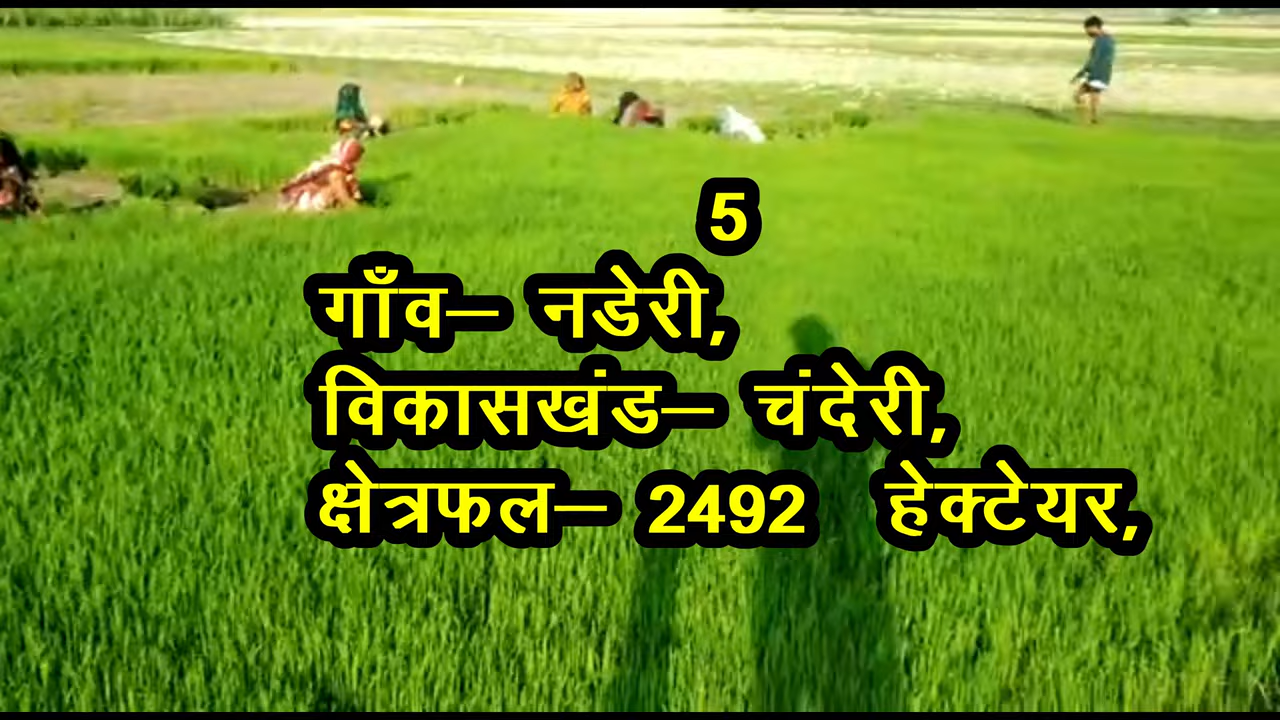 5
गाँव– नडेरी,
विकासखंड– चंदेरी,
क्षेत्रफल– 2492 हेक्टेयर,